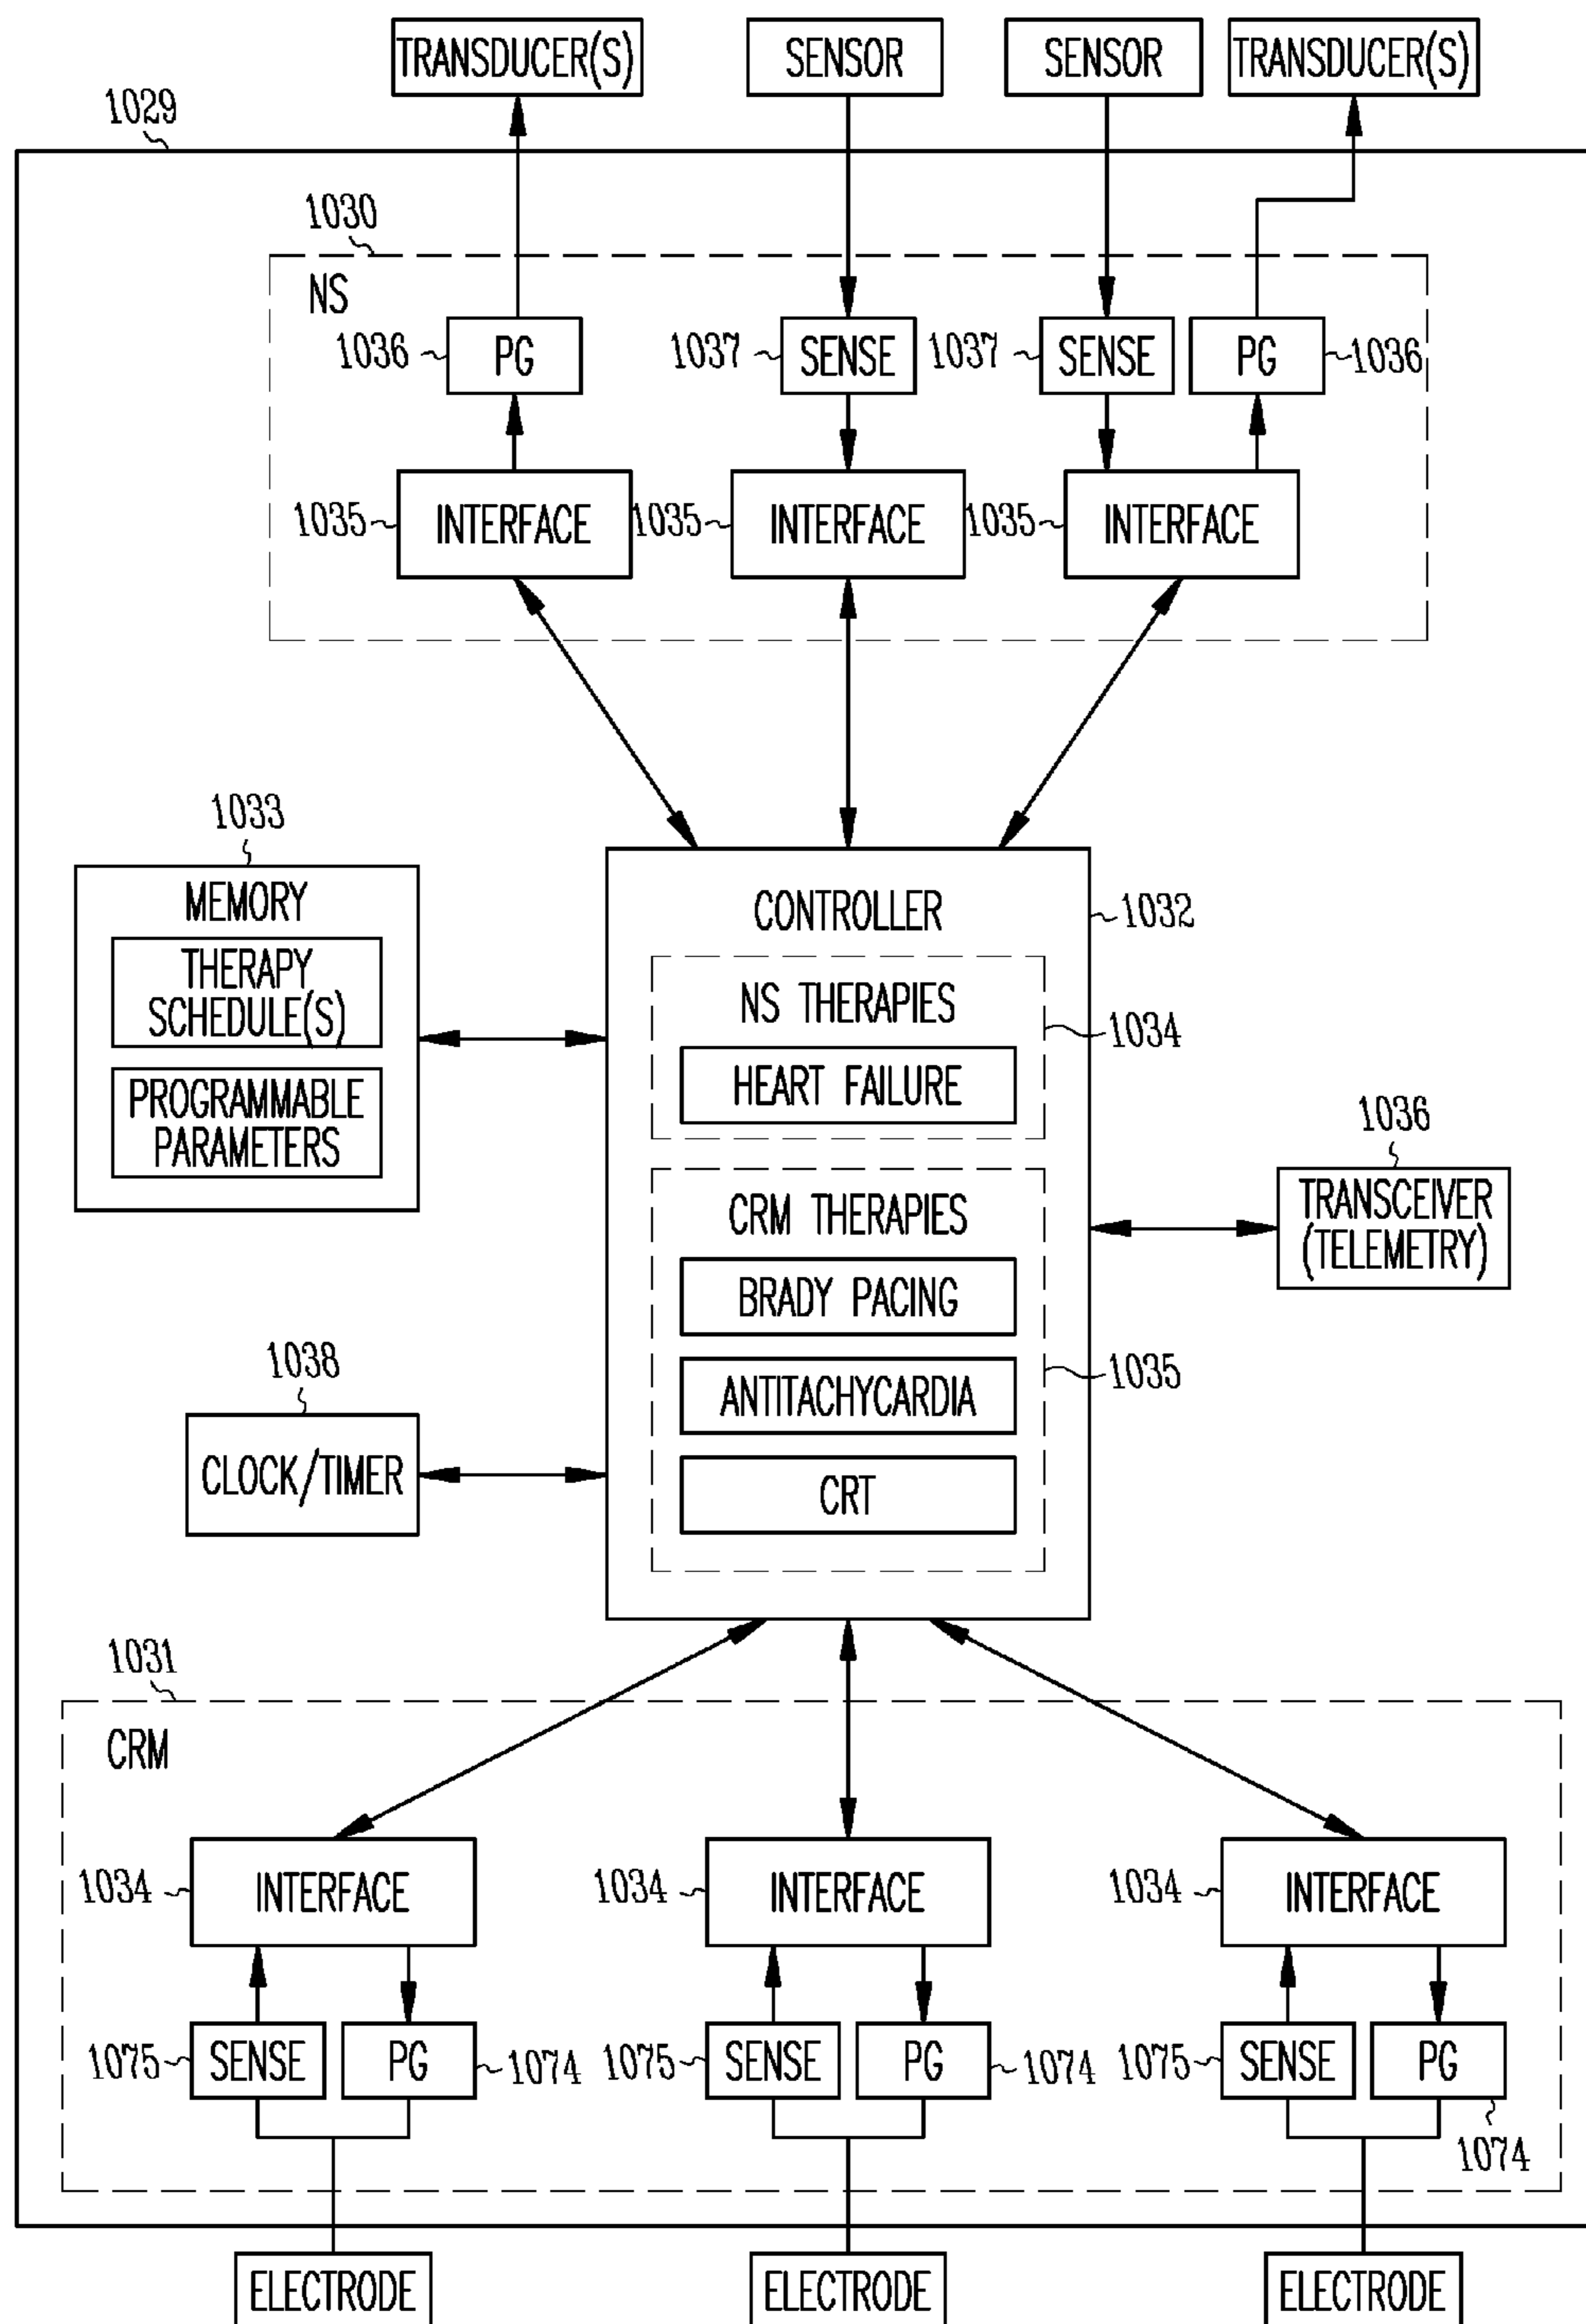 TRANSDUCER(S)
SENSOR
SENSOR
TRANSDUCER(S)
1029
1030
NS
1036
PG
1037
SENSE
1037
SENSE
PG
1036
1035
INTERFACE
1035
INTERFACE
1035
INTERFACE
1033
MEMORY
THERAPY
SCHEDULE(S)
PROGRAMMABLE
PARAMETERS
CONTROLLER
1032
NS THERAPIES
1034
HEART FAILURE
CRM THERAPIES
BRADY PACING
ANTITACHYCARDIA
1035
CRT
1036
TRANSCEIVER
(TELEMETRY)
1038
CLOCK/TIMER
1031
CRM
1034
INTERFACE
1034
INTERFACE
1034
INTERFACE
1075
SENSE
PG
1074
1075
SENSE
PG
1074
1075
SENSE
PG
1074
ELECTRODE
ELECTRODE
ELECTRODE